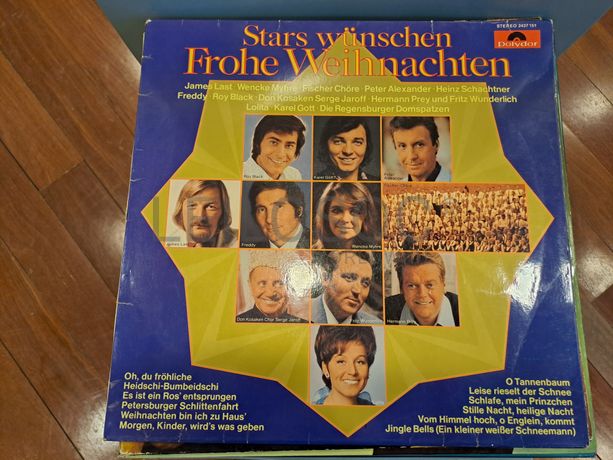 STEREO 2437 151
Polydor
Stars wünschen
Frohe Weihnachten
James Last · Wencke Myhre · Fischer Chöre · Peter Alexander · Heinz Schachtner
Freddy · Roy Black · Don Kosaken Serge Jaroff · Hermann Prey und Fritz Wunderlich
Lolita · Karel Gott · Die Regensburger Domspatzen
Roy Black
Karel Gott
Peter
Alexander
James Last
Freddy
Wencke Myhre
Fischer Chöre
Don Kosaken Chor Serge Jaroff
Fritz Wunderlich
Hermann Prey
Lolita
Oh, du fröhliche
Heidschi-Bumbeidschi
Es ist ein Ros' entsprungen
Petersburger Schlittenfahrt
Weihnachten bin ich zu Haus'
Morgen, Kinder, wird's was geben
O Tannenbaum
Leise rieselt der Schnee
Schlafe, mein Prinzchen
Stille Nacht, heilige Nacht
Vom Himmel hoch, o Englein, kommt
Jingle Bells (Ein kleiner weißer Schneemann)